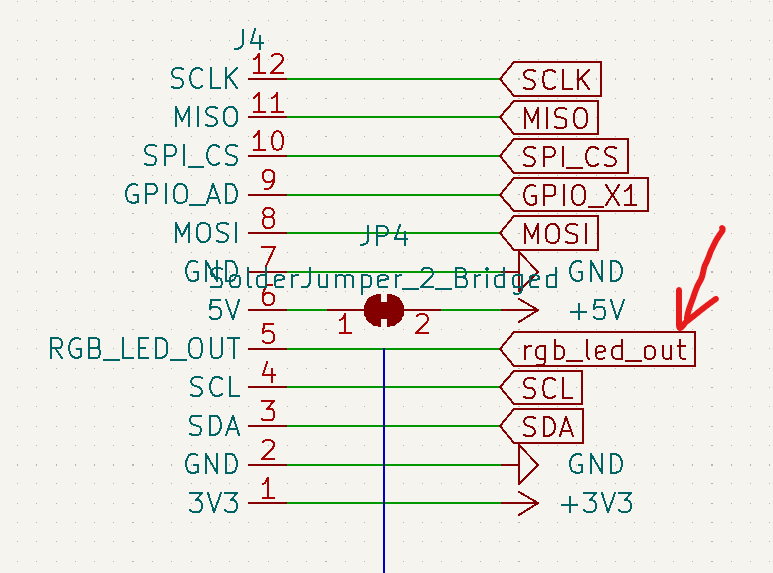 J4
SCLK 12 SCLK
MISO 11 MISO
SPI_CS 10 SPI_CS
GPIO_AD 9 GPIO_X1
MOSI 8 MOSI
JP4
GND 7 GND
SolderJumper_2_Bridged
5V 6 1 2 +5V
RGB_LED_OUT 5 rgb_led_out
SCL 4 SCL
SDA 3 SDA
GND 2 GND
3V3 1 +3V3